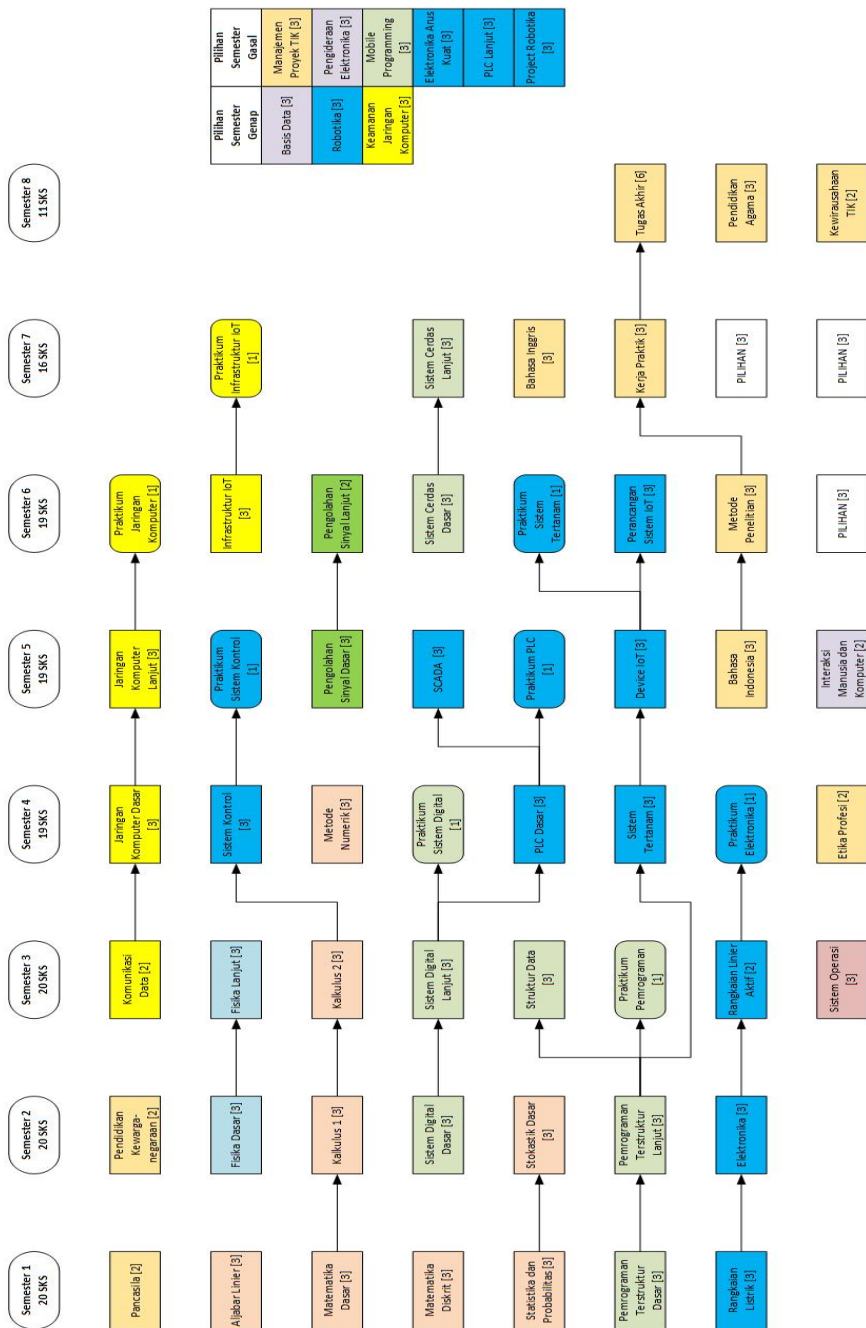 Semester 1
20 SKS
Pancasila [2]
Aljabar Linier [3]
Matematika
Dasar [3]
Matematika
Diskrit [3]
Statistika dan
Probabilitas [3]
Pemrograman
Terstruktur
Dasar [3]
Rangkaian
Listrik [3]
Semester 2
20 SKS
Pendidikan
Kewarga-
negaraan [2]
Fisika Dasar [3]
Kalkulus 1 [3]
Sistem Digital
Dasar [3]
Stokastik Dasar
[3]
Pemrograman
Terstruktur
Lanjut [3]
Elektronika [3]
Semester 3
20 SKS
Komunikasi
Data [2]
Fisika Lanjut [3]
Kalkulus 2 [3]
Sistem Digital
Lanjut [3]
Struktur Data
[3]
Praktikum
Pemrograman
[1]
Rangkaian Linier
Aktif [2]
Sistem Operasi
[3]
Semester 4
19 SKS
Jaringan
Komputer Dasar
[3]
Sistem Kontrol
[3]
Metode
Numerik [3]
Praktikum
Sistem Digital
[1]
PLC Dasar [3]
Sistem
Tertanam [3]
Praktikum
Elektronika [1]
Etika Profesi [2]
Semester 5
19 SKS
Jaringan
Komputer
Lanjut [3]
Praktikum
Sistem Kontrol
[1]
Pengolahan
Sinyal Dasar [3]
SCADA [3]
Praktikum PLC
[1]
Device IoT [3]
Bahasa
Indonesia [3]
Interaksi
Manusia dan
Komputer [2]
Semester 6
19 SKS
Praktikum
Jaringan
Komputer [1]
Infrastruktur IoT
[3]
Pengolahan
Sinyal Lanjut [2]
Sistem Cerdas
Dasar [3]
Praktikum
Sistem
Tertanam [1]
Perancangan
Sistem IoT [3]
Metode
Penelitian [3]
PILIHAN [3]
Semester 7
16 SKS
Praktikum
Infrastruktur IoT
[1]
Sistem Cerdas
Lanjut [3]
Bahasa Inggris
[3]
Kerja Praktik [3]
PILIHAN [3]
PILIHAN [3]
Semester 8
11 SKS
Tugas Akhir [6]
Pendidikan
Agama [3]
Kewirausahaan
TIK [2]
Pilihan
Semester
Genap
Basis Data [3]
Robotika [3]
Keamanan
Jaringan
Komputer [3]
Pilihan
Semester
Gasal
Manajemen
Proyek TIK [3]
Pengideraan
Elektronika [3]
Mobile
Programming
[3]
Elektronika Arus
Kuat [3]
PLC Lanjut [3]
Project Robotika
[3]